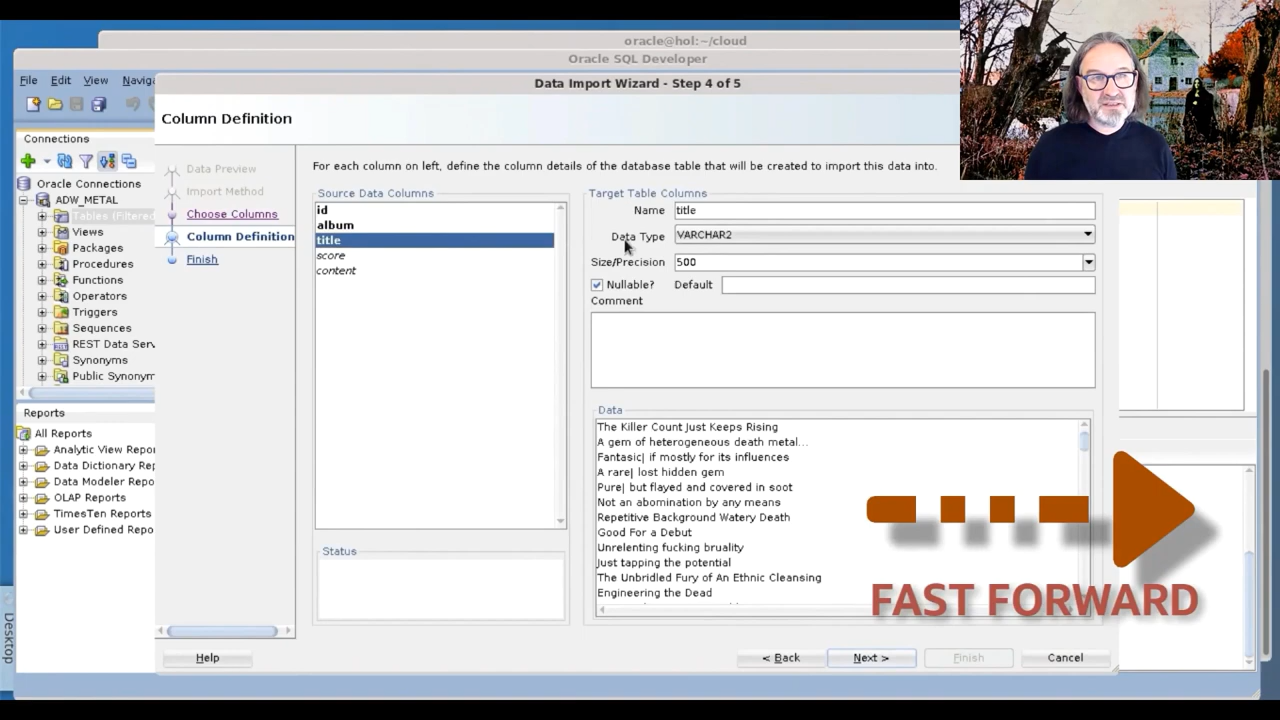 oracle@hol:~/cloud
Oracle SQL Developer
File Edit View Naviga
Data Import Wizard - Step 4 of 5
Column Definition
Connections
Oracle Connections
ADW_METAL
Tables (Filtered
Views
Packages
Procedures
Functions
Operators
Triggers
Sequences
REST Data Serv
Synonyms
Public Synonym
Reports
All Reports
Analytic View Repor
Data Dictionary Rep
Data Modeler Repo
OLAP Reports
TimesTen Reports
User Defined Repo
Desktop
Data Preview
Import Method
Choose Columns
Column Definition
Finish
For each column on left, define the column details of the database table that will be created to import this data into.
Source Data Columns
id
album
title
score
content
Status
Target Table Columns
Name title
Data Type VARCHAR2
Size/Precision 500
Nullable? Default
Comment
Data
The Killer Count Just Keeps Rising
A gem of heterogeneous death metal...
Fantasic| if mostly for its influences
A rare| lost hidden gem
Pure| but flayed and covered in soot
Not an abomination by any means
Repetitive Background Watery Death
Good For a Debut
Unrelenting fucking bruality
Just tapping the potential
The Unbridled Fury of An Ethnic Cleansing
Engineering the Dead
FAST FORWARD
Help
< Back Next > Finish Cancel